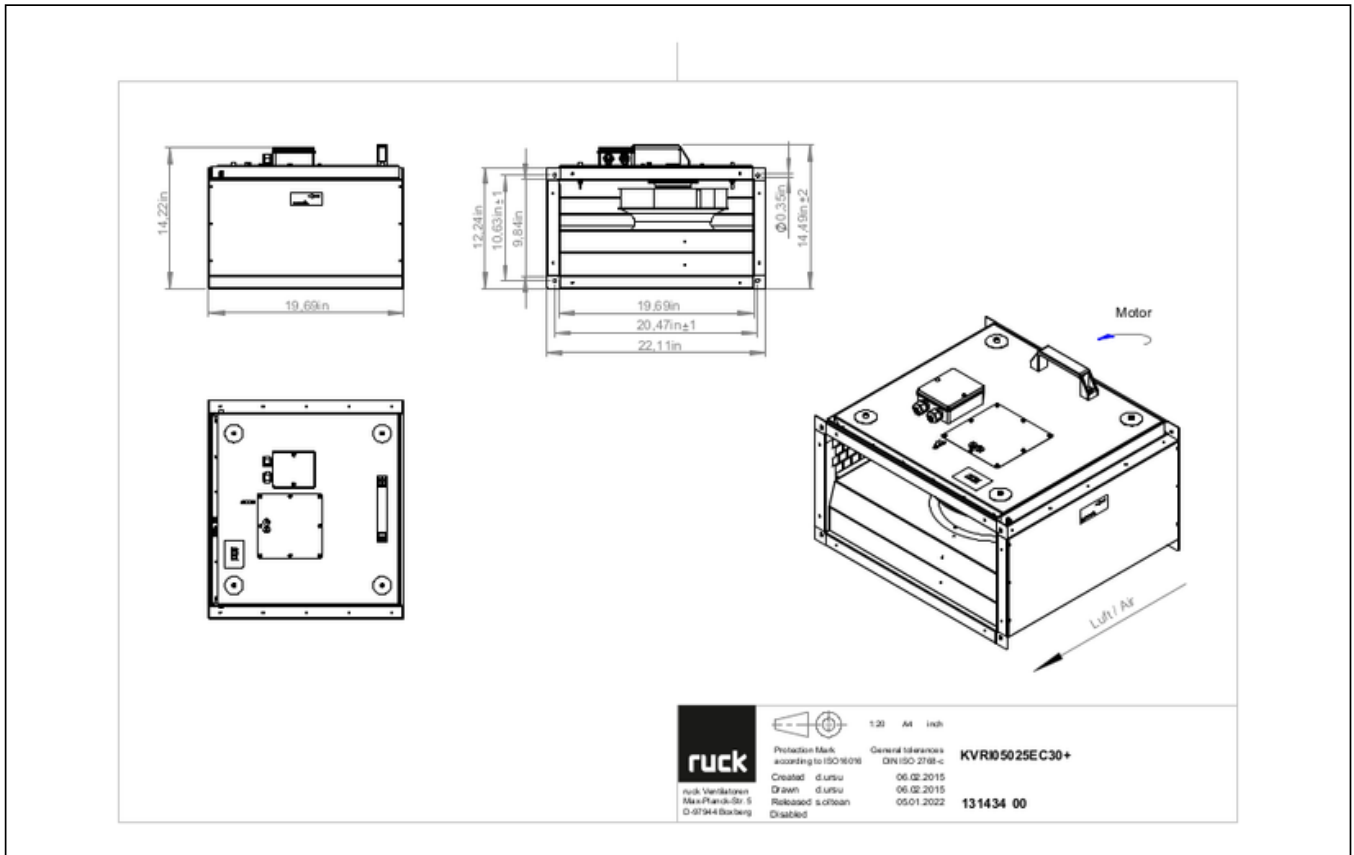 14,22in
19,69in
12,24in
10,63in±1
9,84in
Ø0,35in
14,49in±2
19,69in
20,47in±1
22,11in
Motor
Luft / Air
ruck
ruck Ventilatoren
Max-Planck-Str. 5
D-97944 Boxberg
1:20 A4 inch
Protection Mark
according to ISO16016
General tolerances
DIN ISO 2768-c
Created d.ursu 06.02.2015
Drawn d.ursu 06.02.2015
Released s.oltean 05.01.2022
Disabled
KVRI05025EC30+
131434 00